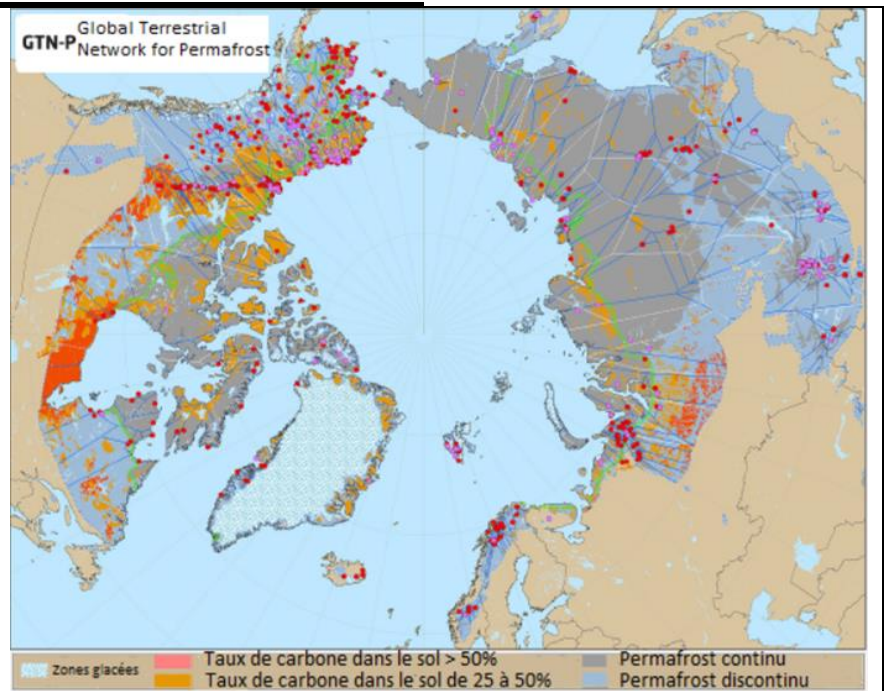 GTN-P Global Terrestrial
Network for Permafrost
Zones glacées
Taux de carbone dans le sol > 50%
Taux de carbone dans le sol de 25 à 50%
Permafrost continu
Permafrost discontinu